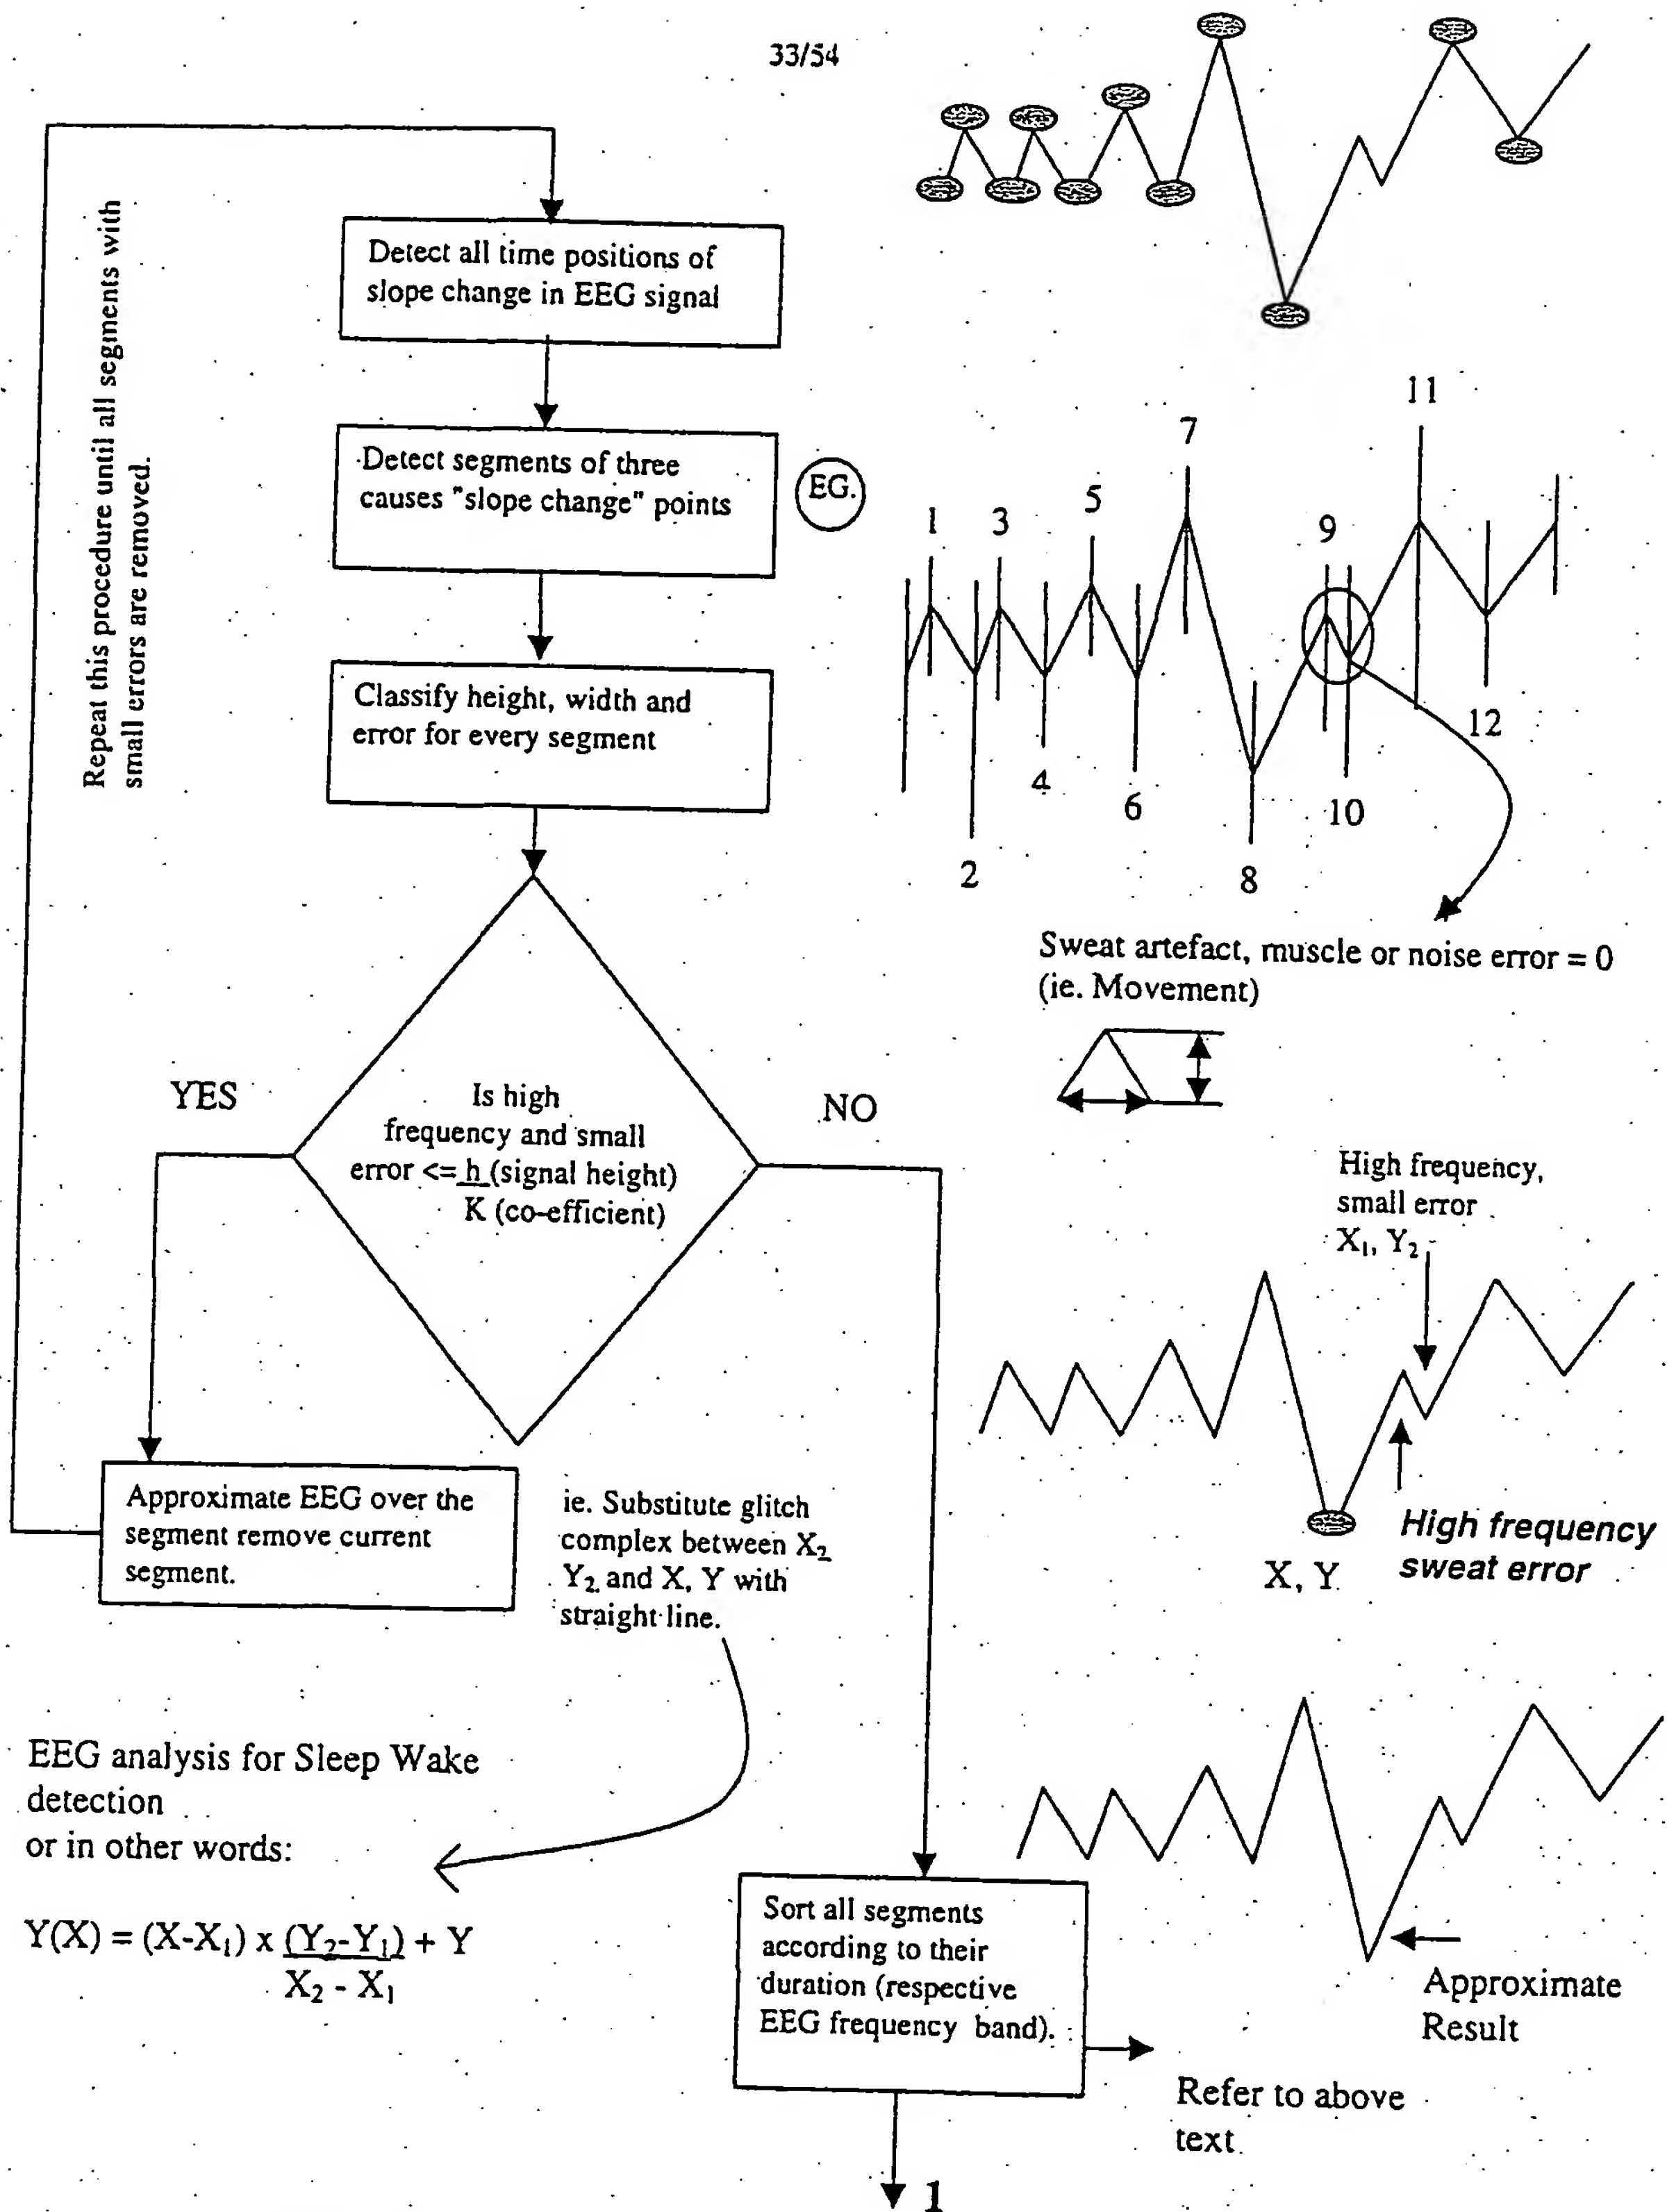 33/54
Repeat this procedure until all segments with
small errors are removed.
Detect all time positions of
slope change in EEG signal
Detect segments of three
causes "slope change" points
EG.
Classify height, width and
error for every segment
1
2
3
4
5
6
7
8
9
10
11
12
Sweat artefact, muscle or noise error = 0
(ie. Movement)
YES
Is high
frequency and small
error <= h (signal height)
K (co-efficient)
NO
High frequency,
small error
X₁, Y₂
High frequency
sweat error
X, Y
Approximate EEG over the
segment remove current
segment.
ie. Substitute glitch
complex between X₂
Y₂ and X, Y with
straight line.
EEG analysis for Sleep Wake
detection
or in other words:
Y(X) = (X-X₁) x (Y₂-Y₁) + Y
X₂ - X₁
Sort all segments
according to their
duration (respective
EEG frequency band).
Approximate
Result
Refer to above
text
1